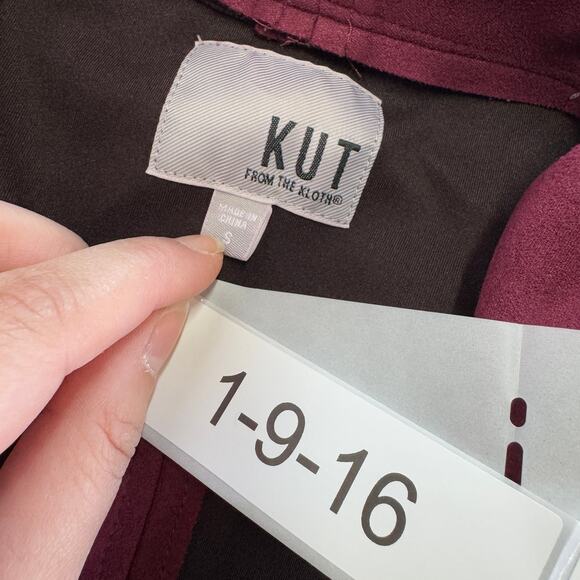 KUT
FROM THE KLOTH®
MADE IN
CHINA
S
1-9-16